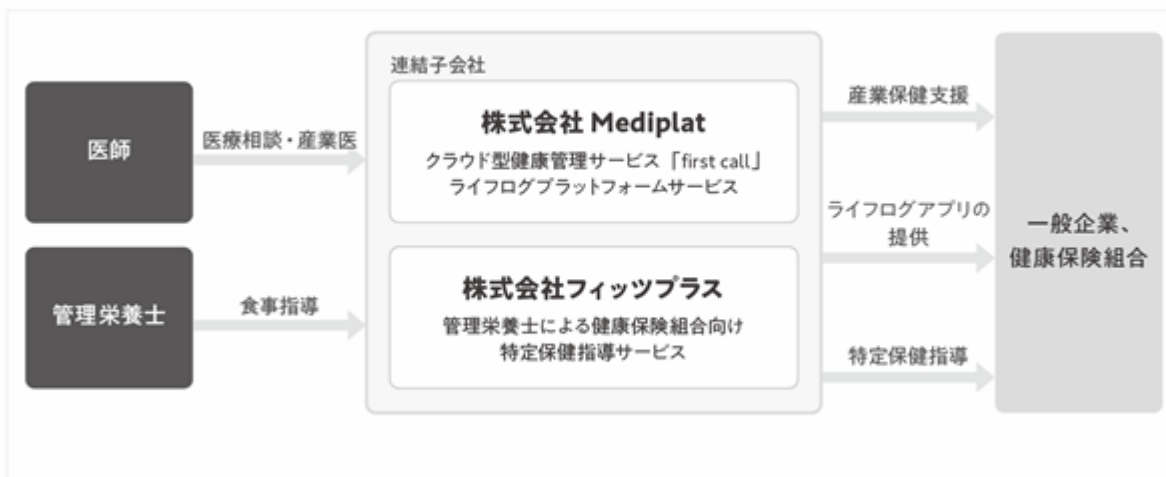 医師
医療相談・産業医
管理栄養士
食事指導
連結子会社
株式会社 Mediplat
クラウド型健康管理サービス「first call」
ライフログプラットフォームサービス
株式会社フィッツプラス
管理栄養士による健康保険組合向け
特定保健指導サービス
産業保健支援
ライフログアプリの
提供
特定保健指導
一般企業、
健康保険組合